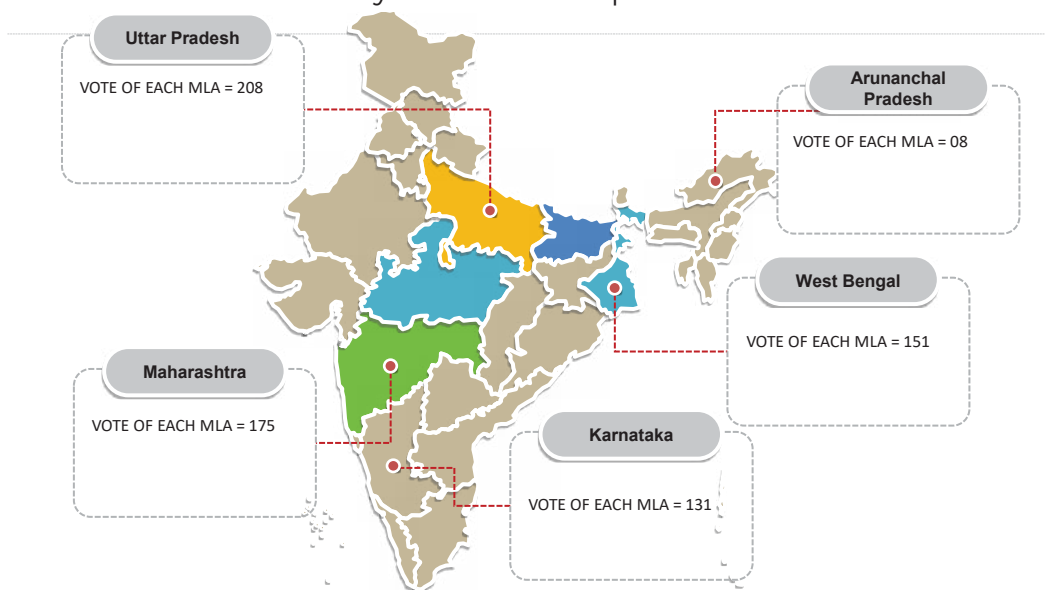 Uttar Pradesh
VOTE OF EACH MLA = 208
Arunanchal
Pradesh
VOTE OF EACH MLA = 08
West Bengal
VOTE OF EACH MLA = 151
Maharashtra
VOTE OF EACH MLA = 175
Karnataka
VOTE OF EACH MLA = 131